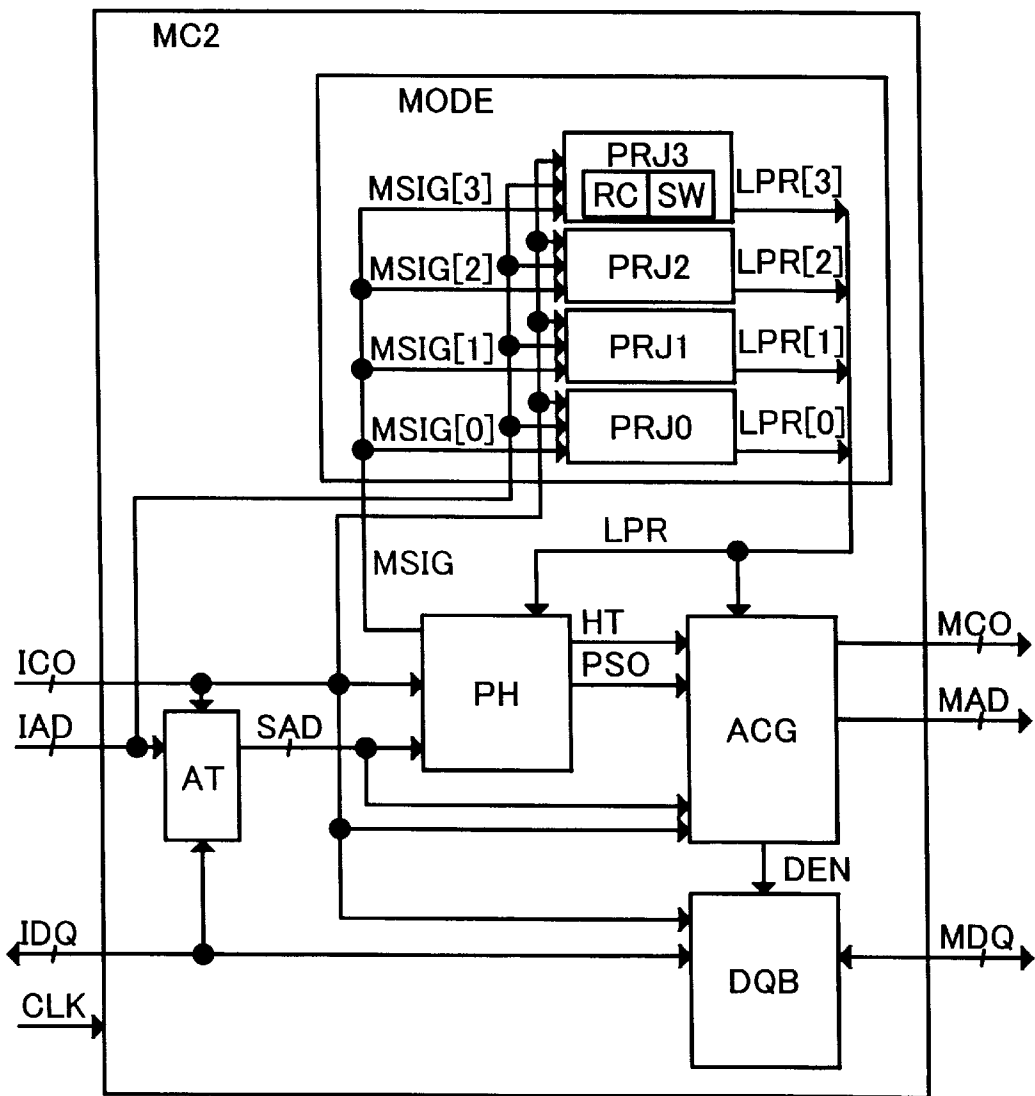 MC2
MODE
PRJ3
RC SW
MSIG[3]
LPR[3]
MSIG[2]
PRJ2
LPR[2]
MSIG[1]
PRJ1
LPR[1]
MSIG[0]
PRJ0
LPR[0]
LPR
MSIG
HT
PSO
PH
ACG
MCO
MAD
ICO
IAD
SAD
AT
DEN
IDQ
MDQ
DQB
CLK